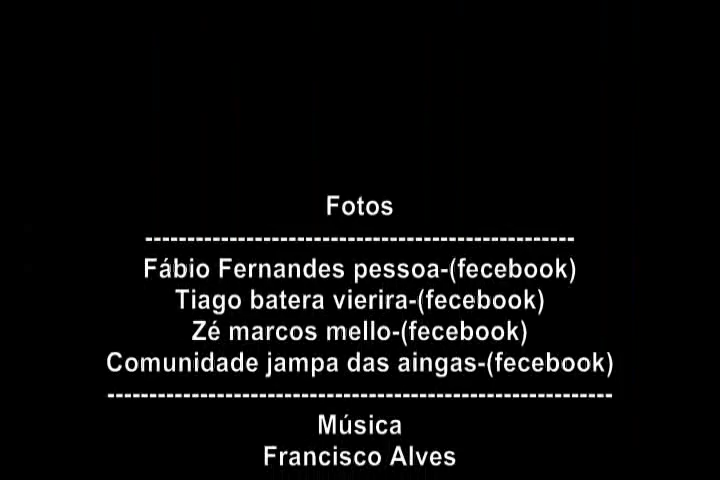 Fotos
---------------------------------------------------
Fábio Fernandes pessoa-(fecebook)
Tiago batera vierira-(fecebook)
Zé marcos mello-(fecebook)
Comunidade jampa das aingas-(fecebook)
------------------------------------------------------------
Música
Francisco Alves